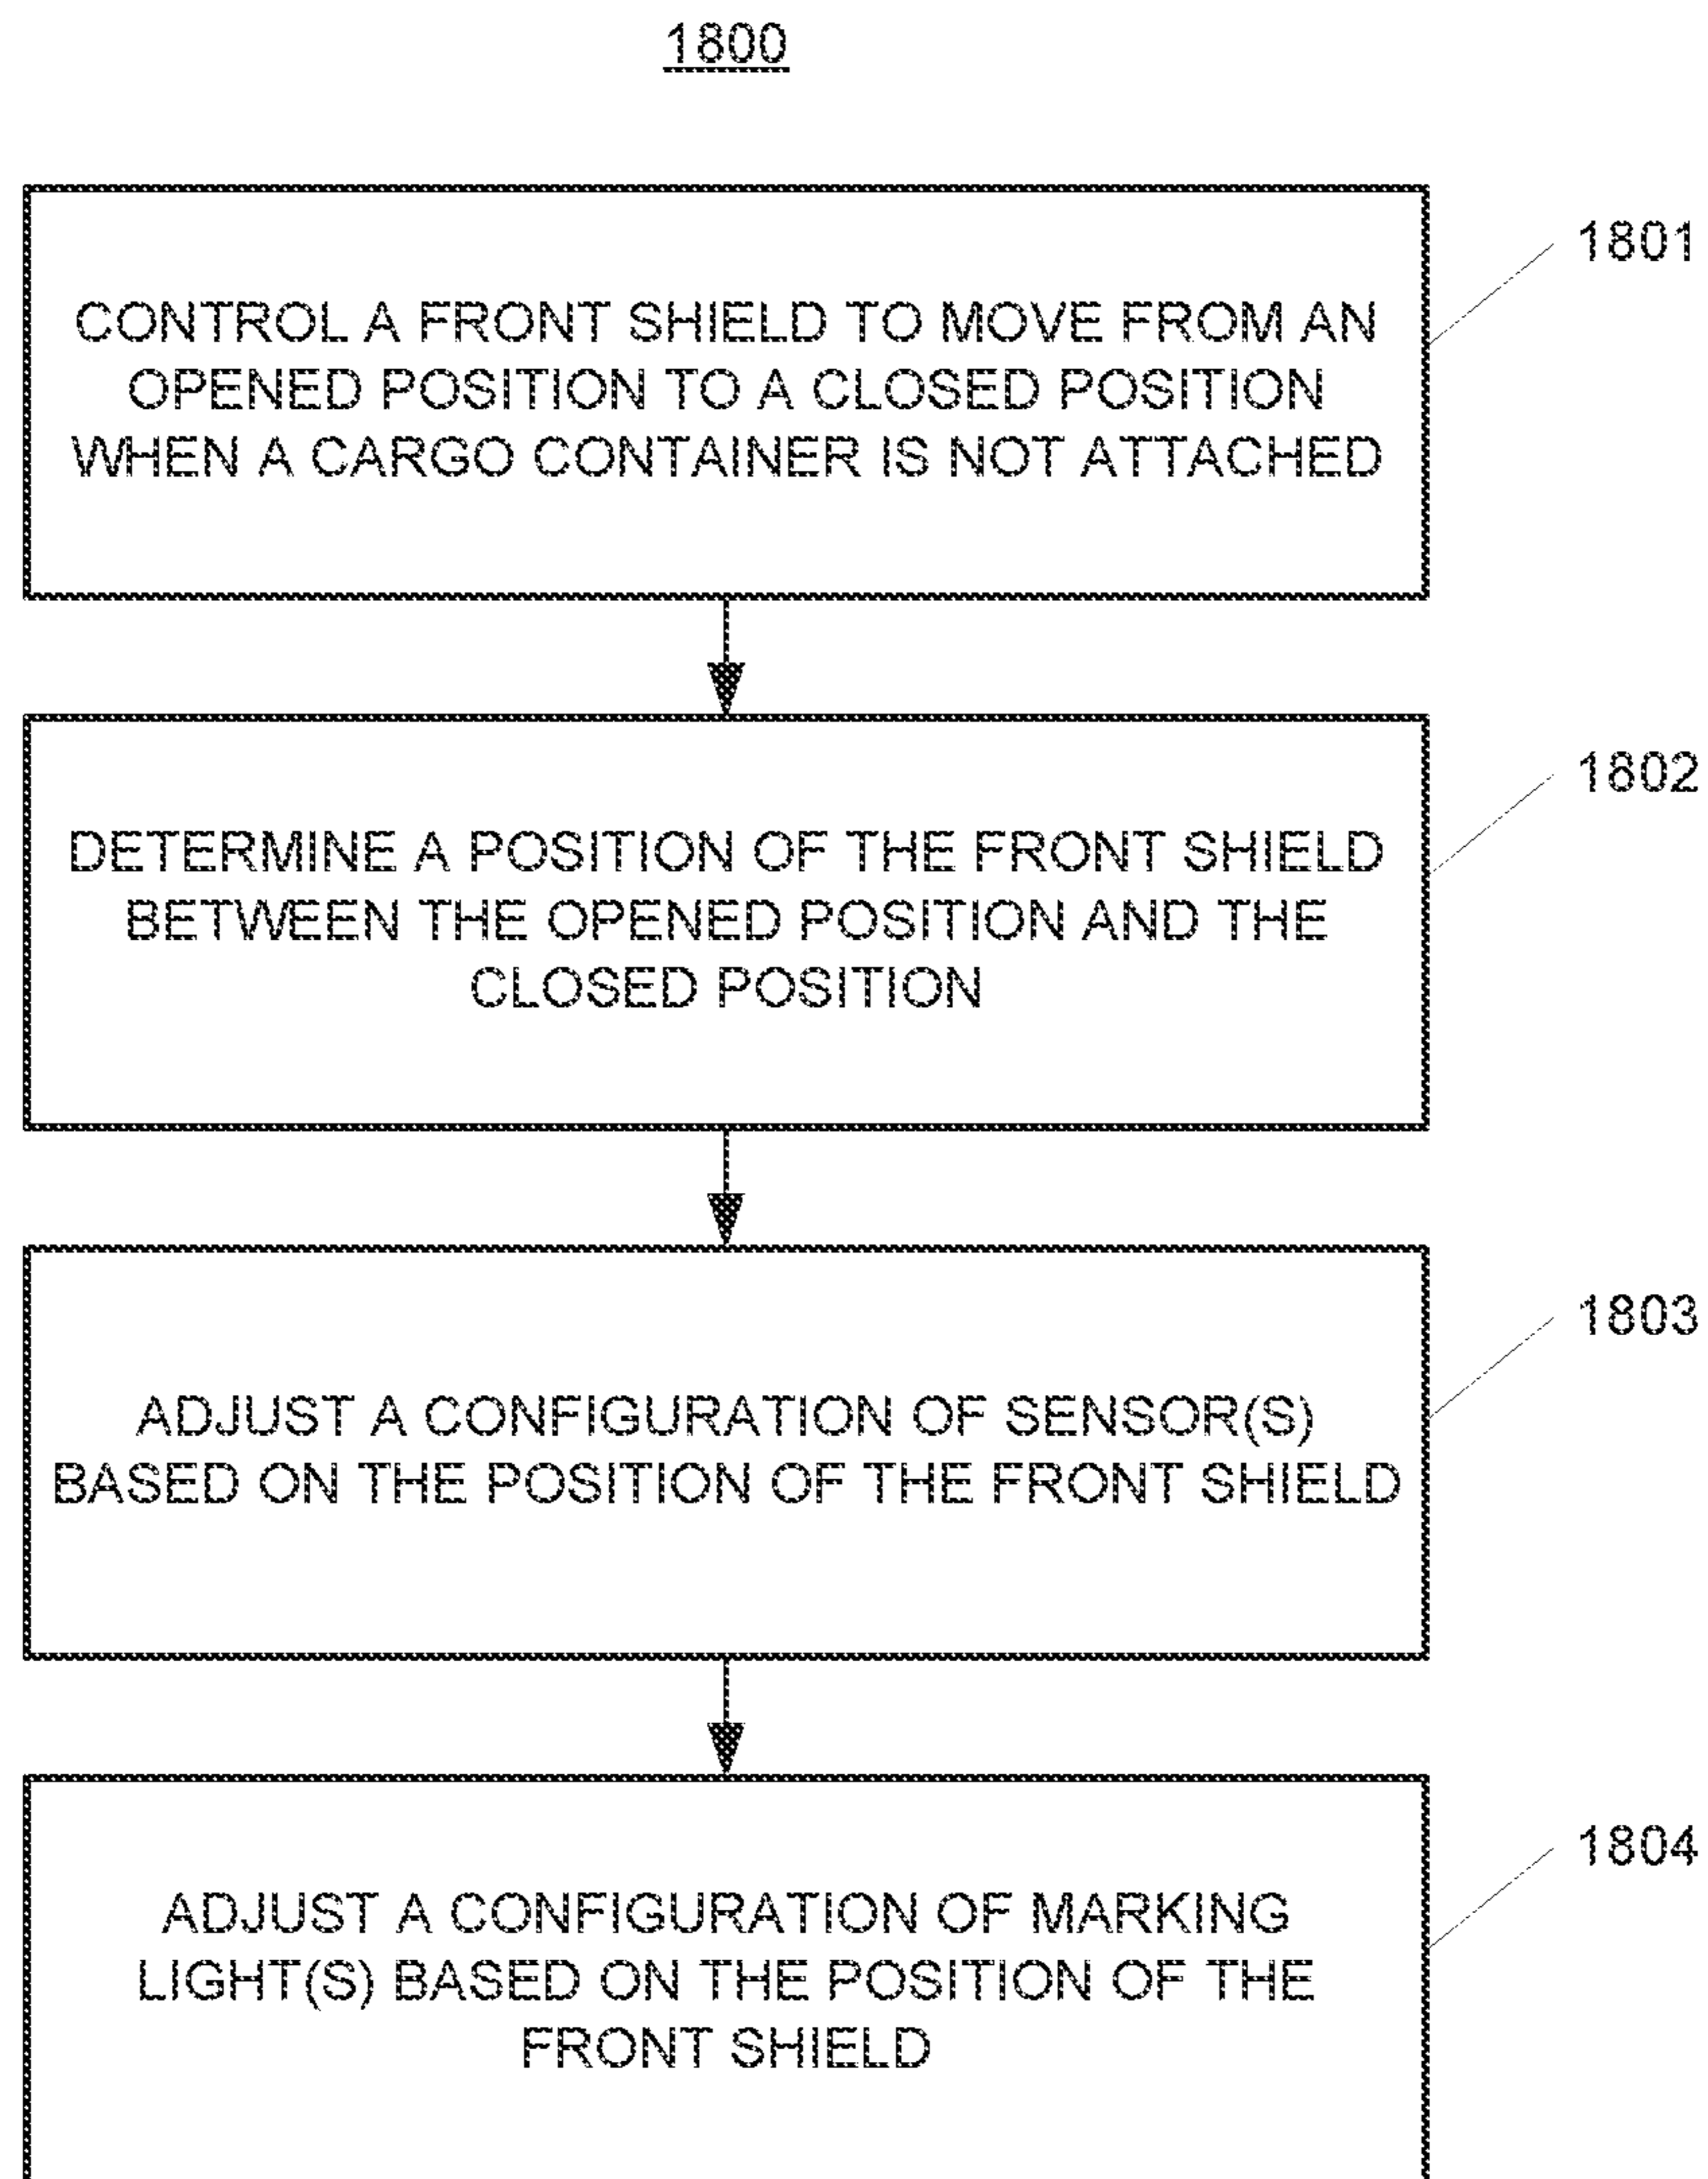 1800
CONTROL A FRONT SHIELD TO MOVE FROM AN
OPENED POSITION TO A CLOSED POSITION
WHEN A CARGO CONTAINER IS NOT ATTACHED
1801
DETERMINE A POSITION OF THE FRONT SHIELD
BETWEEN THE OPENED POSITION AND THE
CLOSED POSITION
1802
ADJUST A CONFIGURATION OF SENSOR(S)
BASED ON THE POSITION OF THE FRONT SHIELD
1803
ADJUST A CONFIGURATION OF MARKING
LIGHT(S) BASED ON THE POSITION OF THE
FRONT SHIELD
1804